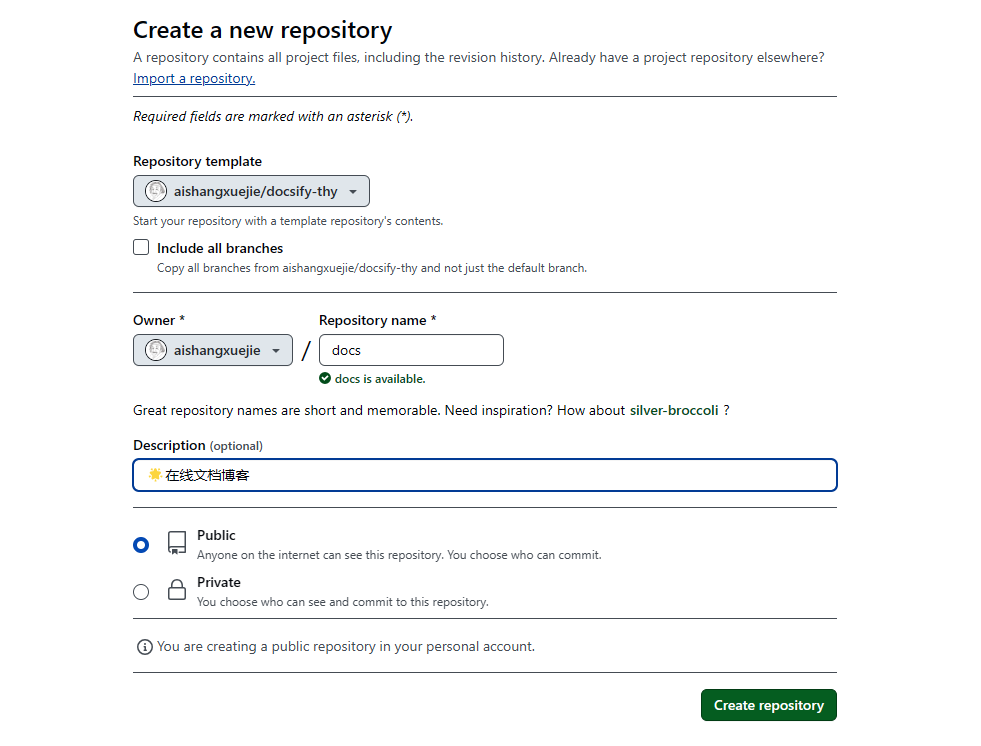 Create a new repository
A repository contains all project files, including the revision history. Already have a project repository elsewhere?
Import a repository.
Required fields are marked with an asterisk (*).
Repository template
aishangxuejie/docsify-thy
Start your repository with a template repository's contents.
Include all branches
Copy all branches from aishangxuejie/docsify-thy and not just the default branch.
Owner * Repository name *
aishangxuejie / docs
docs is available.
Great repository names are short and memorable. Need inspiration? How about silver-broccoli ?
Description (optional)
🌟在线文档博客
Public
Anyone on the internet can see this repository. You choose who can commit.
Private
You choose who can see and commit to this repository.
You are creating a public repository in your personal account.
Create repository